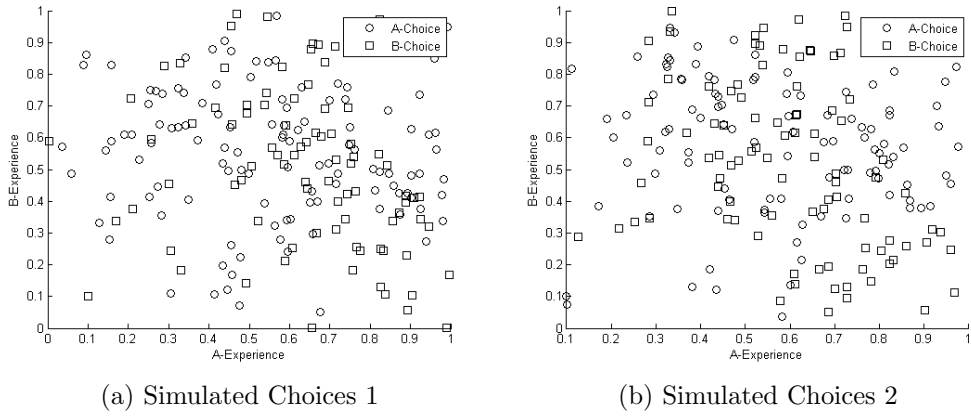 1
0.9
0.8
0.7
0.6
0.5
0.4
0.3
0.2
0.1
0
B-Experience
0 0.1 0.2 0.3 0.4 0.5 0.6 0.7 0.8 0.9 1
A-Experience
A-Choice
B-Choice
(a) Simulated Choices 1
1
0.9
0.8
0.7
0.6
0.5
0.4
0.3
0.2
0.1
0
B-Experience
0.1 0.2 0.3 0.4 0.5 0.6 0.7 0.8 0.9 1
A-Experience
A-Choice
B-Choice
(b) Simulated Choices 2